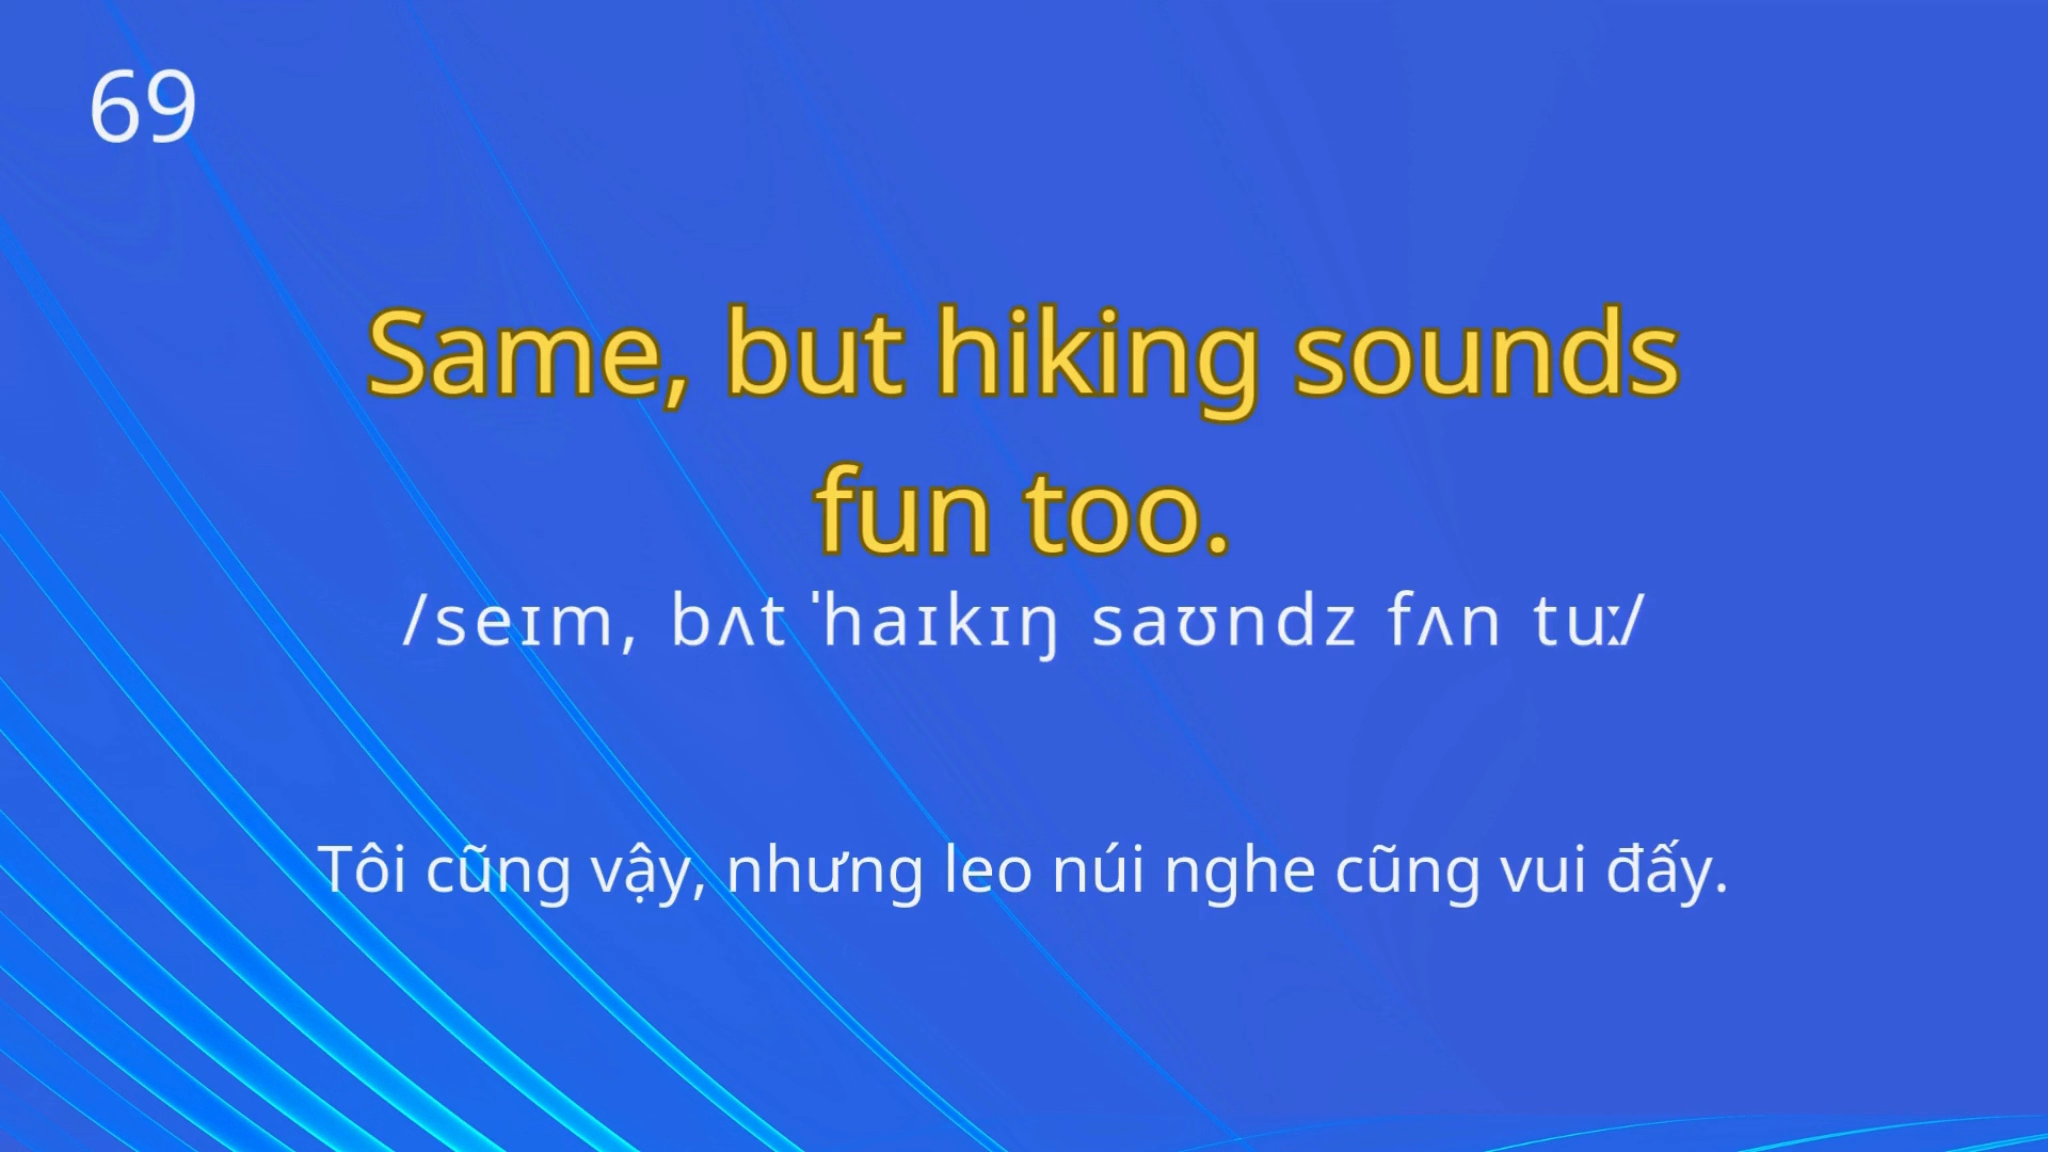 69
Same, but hiking sounds
fun too.
/seɪm, bʌt ˈhaɪkɪŋ saʊndz fʌn tuː/
Tôi cũng vậy, nhưng leo núi nghe cũng vui đấy.